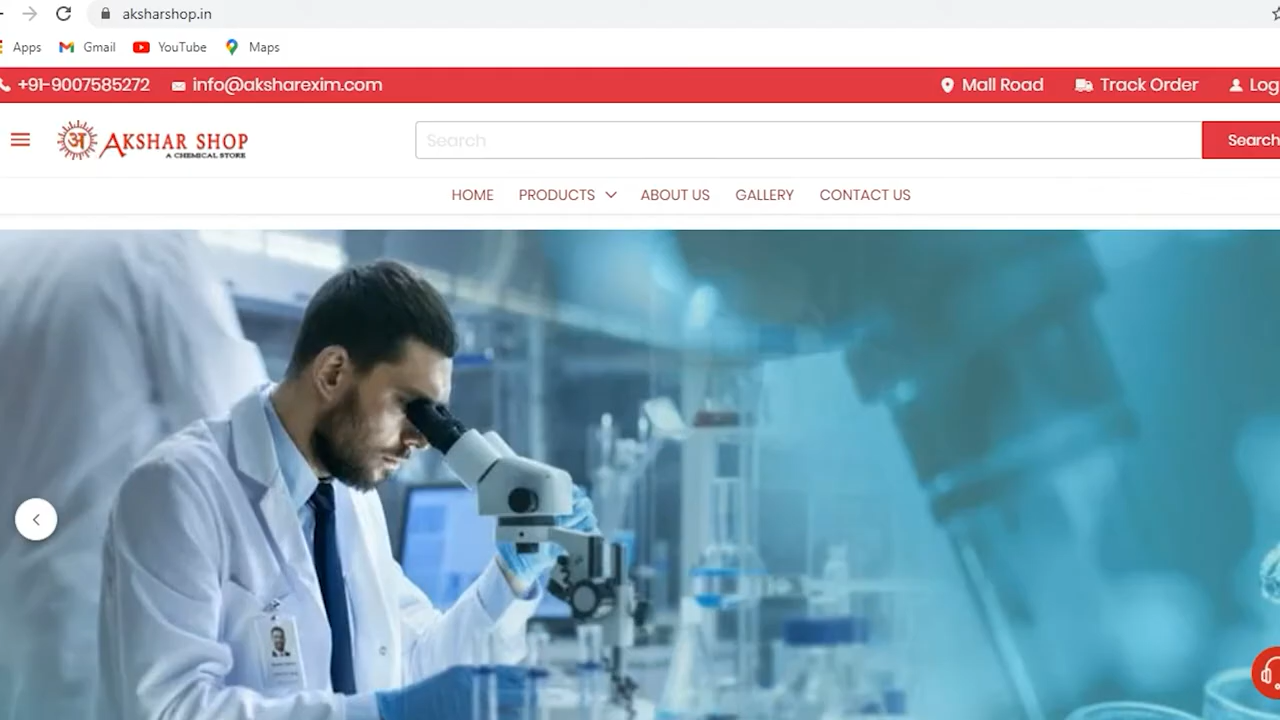 aksharshop.in
Apps Gmail YouTube Maps
+91-9007585272 info@aksharexim.com Mall Road Track Order Log
अ AKSHAR SHOP
A CHEMICAL STORE
Search Search
HOME PRODUCTS ABOUT US GALLERY CONTACT US